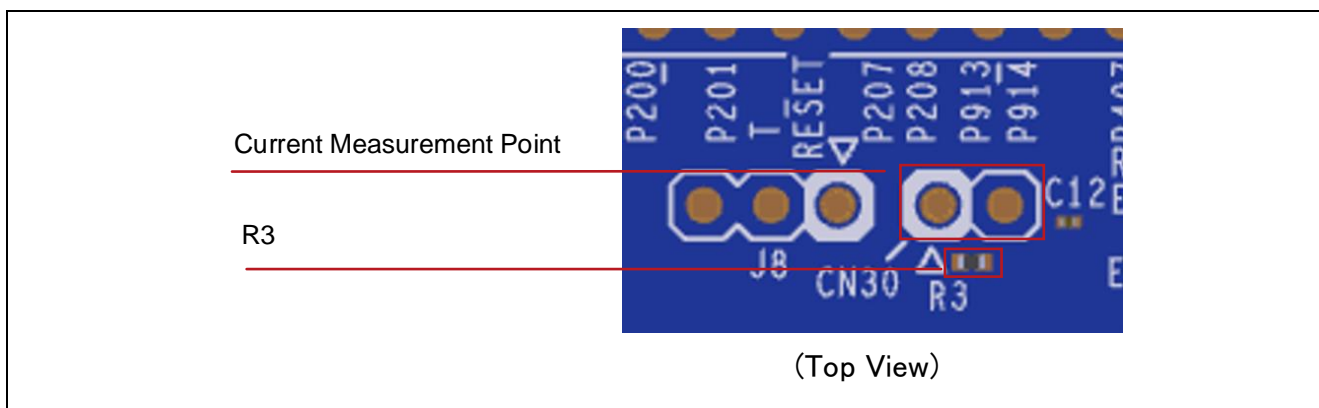 P200
P201
T
RESET
P207
P208
P913
P914
Current Measurement Point
C12
R3
J8
CN30
R3
(Top View)